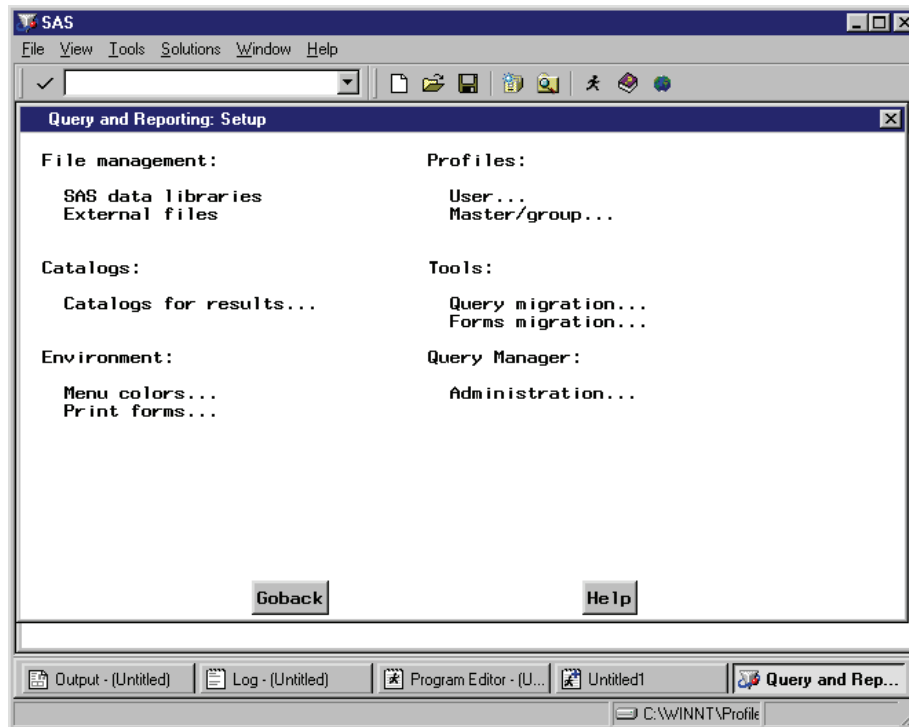 SAS
File View Tools Solutions Window Help
Query and Reporting: Setup
File management:
SAS data libraries
External files
Profiles:
User...
Master/group...
Catalogs:
Catalogs for results...
Tools:
Query migration...
Forms migration...
Environment:
Menu colors...
Print forms...
Query Manager:
Administration...
Goback
Help
Output - (Untitled)
Log - (Untitled)
Program Editor - (U...
Untitled1
Query and Rep...
C:\WINNT\Profile